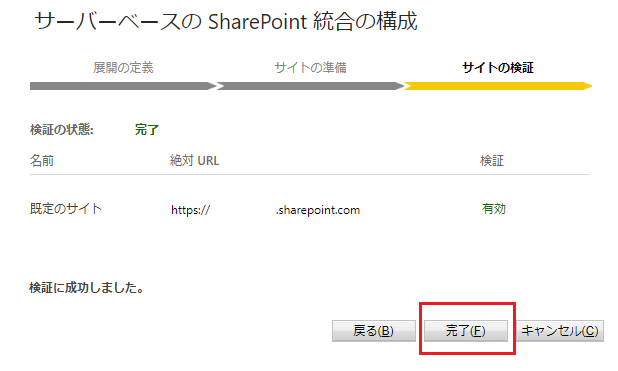 サーバーベースの SharePoint 統合の構成
展開の定義 サイトの準備 サイトの検証
検証の状態: 完了
名前 絶対 URL 検証
既定のサイト https:// .sharepoint.com 有効
検証に成功しました。
戻る(B) 完了(F) キャンセル(C)